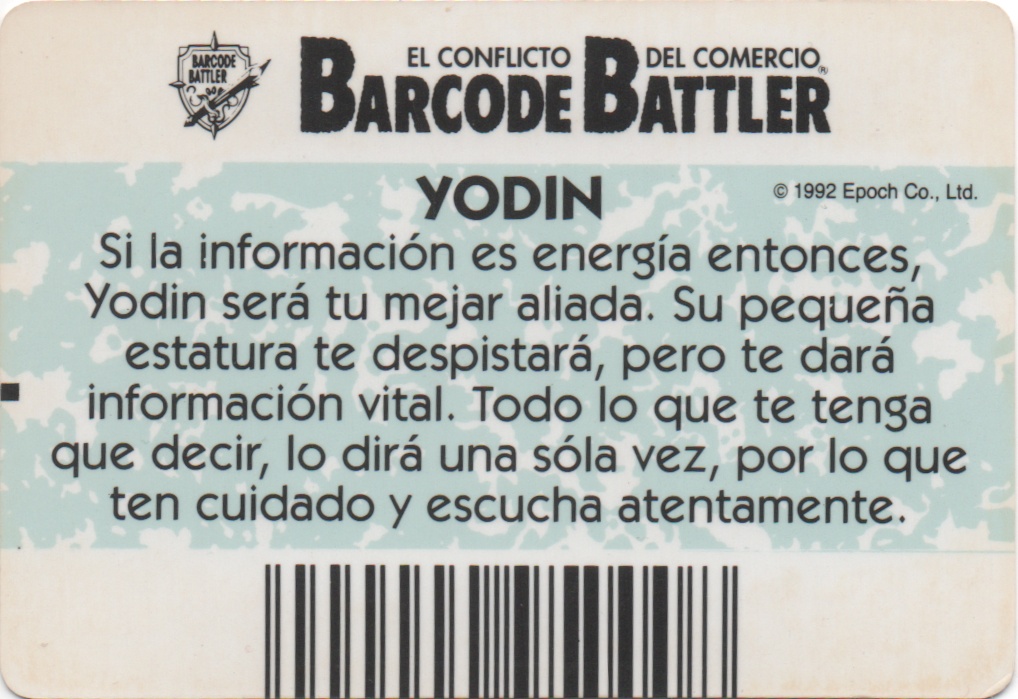 BARCODE
BATTLER
EL CONFLICTO DEL COMERCIO®
BARCODE BATTLER
YODIN
© 1992 Epoch Co., Ltd.
Si la información es energía entonces,
Yodin será tu mejar aliada. Su pequeña
estatura te despistará, pero te dará
información vital. Todo lo que te tenga
que decir, lo dirá una sóla vez, por lo que
ten cuidado y escucha atentamente.